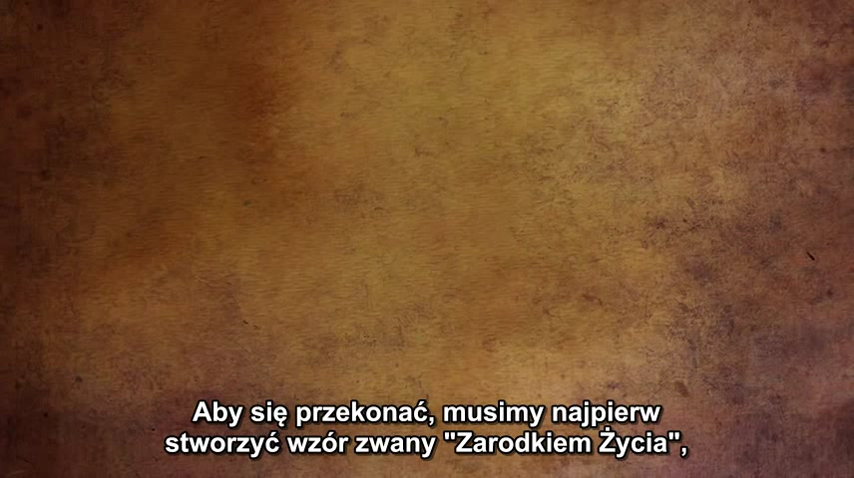 Aby się przekonać, musimy najpierw
stworzyć wzór zwany "Zarodkiem Życia",